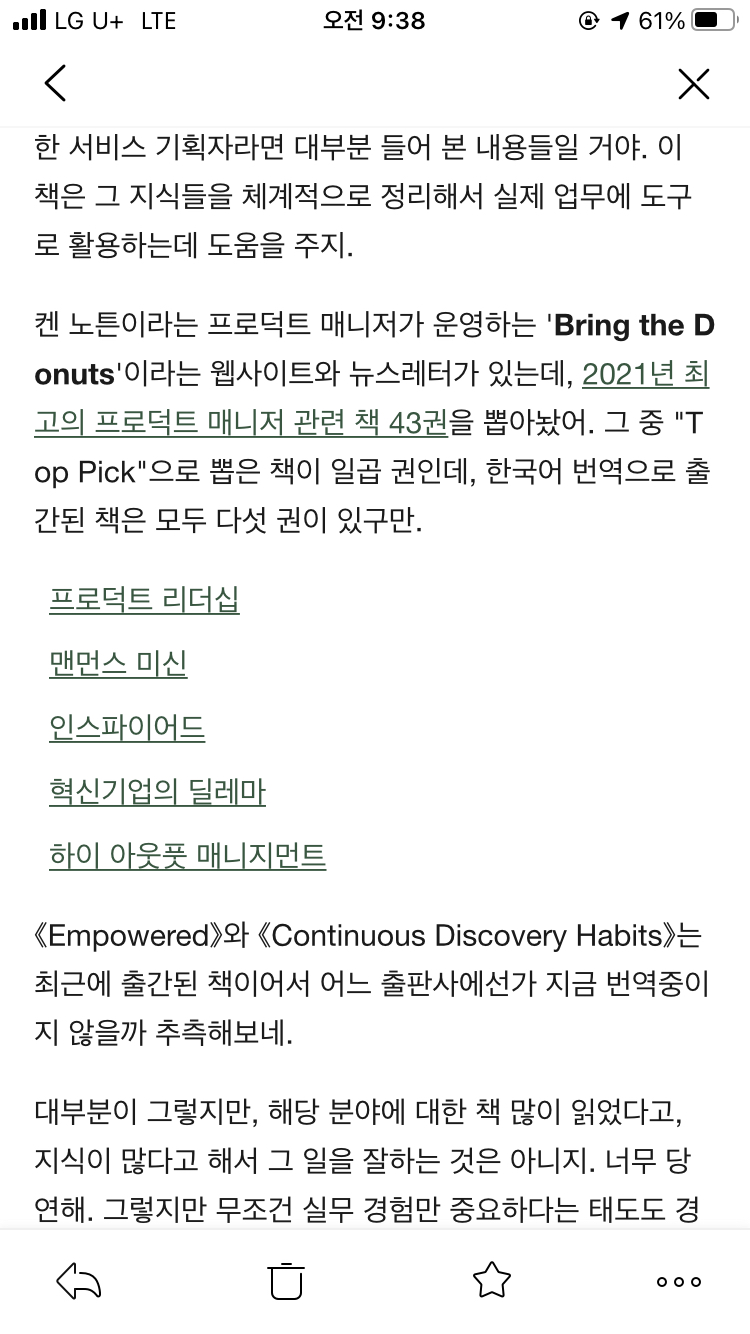 LG U+ LTE 오전 9:38 61%
한 서비스 기획자라면 대부분 들어 본 내용들일 거야. 이
책은 그 지식들을 체계적으로 정리해서 실제 업무에 도구
로 활용하는데 도움을 주지.
켄 노튼이라는 프로덕트 매니저가 운영하는 'Bring the D
onuts'이라는 웹사이트와 뉴스레터가 있는데, 2021년 최
고의 프로덕트 매니저 관련 책 43권을 뽑아놨어. 그 중 "T
op Pick"으로 뽑은 책이 일곱 권인데, 한국어 번역으로 출
간된 책은 모두 다섯 권이 있구만.
프로덕트 리더십
맨먼스 미신
인스파이어드
혁신기업의 딜레마
하이 아웃풋 매니지먼트
《Empowered》와 《Continuous Discovery Habits》는
최근에 출간된 책이어서 어느 출판사에선가 지금 번역중이
지 않을까 추측해보네.
대부분이 그렇지만, 해당 분야에 대한 책 많이 읽었다고,
지식이 많다고 해서 그 일을 잘하는 것은 아니지. 너무 당
연해. 그렇지만 무조건 실무 경험만 중요하다는 태도도 경